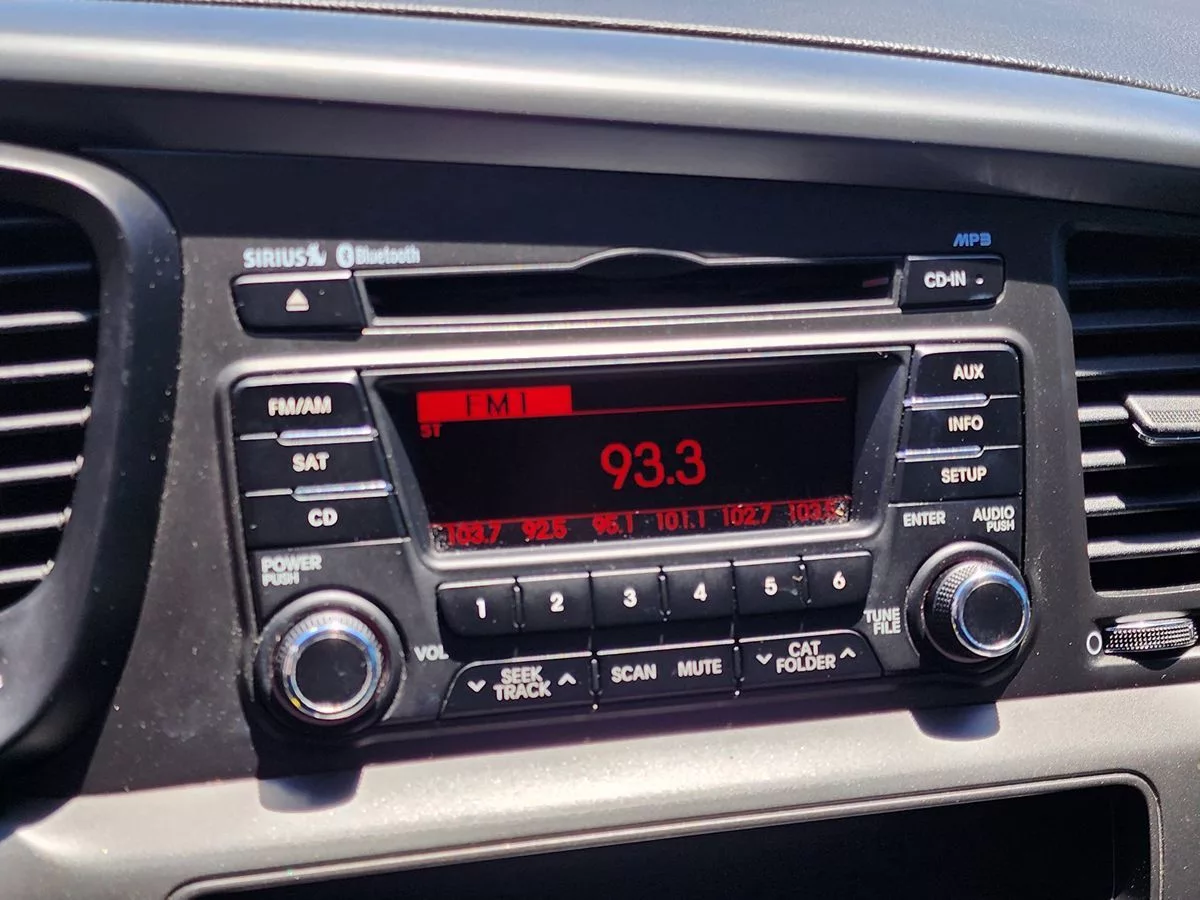 SIRIUS Bluetooth
MP3
CD-IN
FM/AM
SAT
CD
FM1
ST
93.3
103.7 92.5 96.1 101.1 102.7
AUX
INFO
SETUP
ENTER
AUDIO
PUSH
POWER
PUSH
VOL
1 2 3 4 5 6
TUNE
FILE
SEEK
TRACK
SCAN MUTE
CAT
FOLDER
0